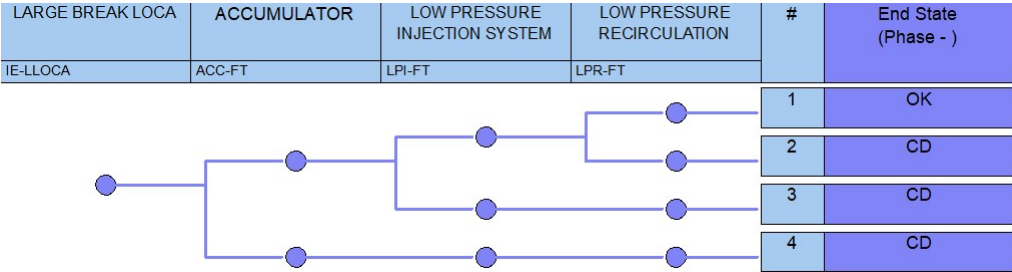 LARGE BREAK LOCA
ACCUMULATOR
LOW PRESSURE
INJECTION SYSTEM
LOW PRESSURE
RECIRCULATION
#
End State
(Phase - )
IE-LLOCA
ACC-FT
LPI-FT
LPR-FT
1 OK
2 CD
3 CD
4 CD